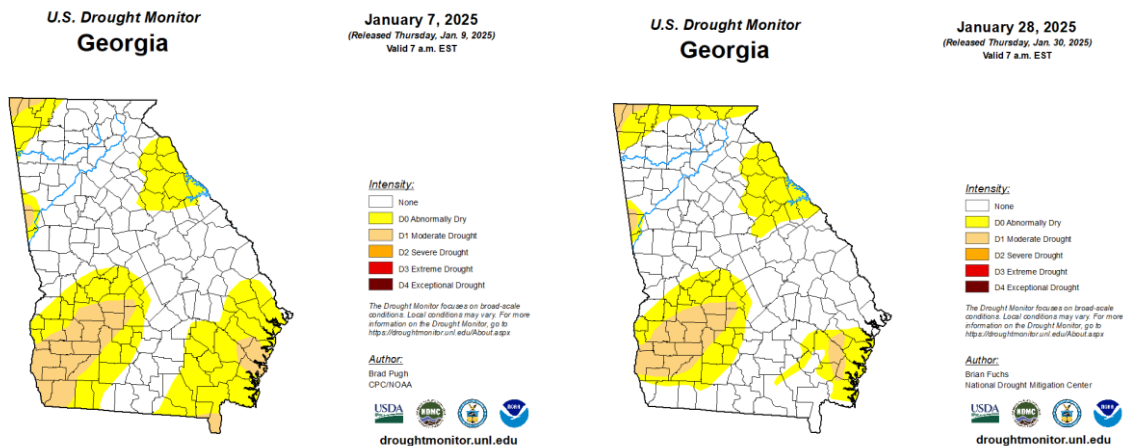 U.S. Drought Monitor
Georgia
January 7, 2025
(Released Thursday, Jan. 9, 2025)
Valid 7 a.m. EST
Intensity:
None
D0 Abnormally Dry
D1 Moderate Drought
D2 Severe Drought
D3 Extreme Drought
D4 Exceptional Drought
The Drought Monitor focuses on broad-scale
conditions. Local conditions may vary. For more
information on the Drought Monitor, go to
https://droughtmonitor.unl.edu/About.aspx
Author:
Brad Pugh
CPC/NOAA
USDA
NDMC
NOAA
droughtmonitor.unl.edu
U.S. Drought Monitor
Georgia
January 28, 2025
(Released Thursday, Jan. 30, 2025)
Valid 7 a.m. EST
Intensity:
None
D0 Abnormally Dry
D1 Moderate Drought
D2 Severe Drought
D3 Extreme Drought
D4 Exceptional Drought
The Drought Monitor focuses on broad-scale
conditions. Local conditions may vary. For more
information on the Drought Monitor, go to
https://droughtmonitor.unl.edu/About.aspx
Author:
Brian Fuchs
National Drought Mitigation Center
USDA
NDMC
NOAA
droughtmonitor.unl.edu